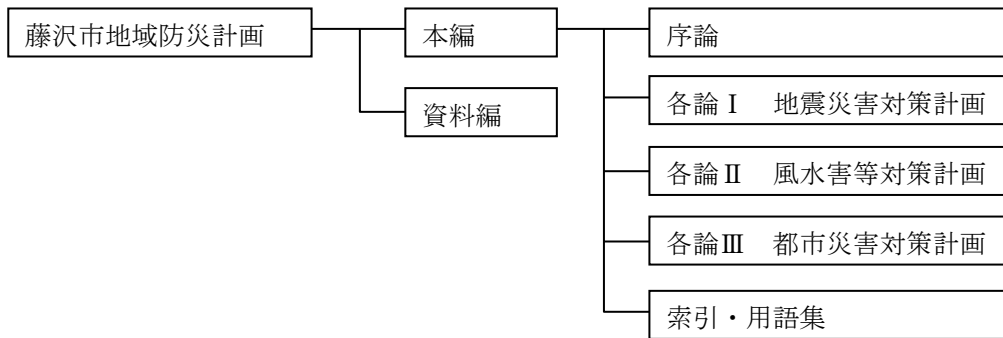 藤沢市地域防災計画
本編
資料編
序論
各論Ⅰ　地震災害対策計画
各論Ⅱ　風水害等対策計画
各論Ⅲ　都市災害対策計画
索引・用語集